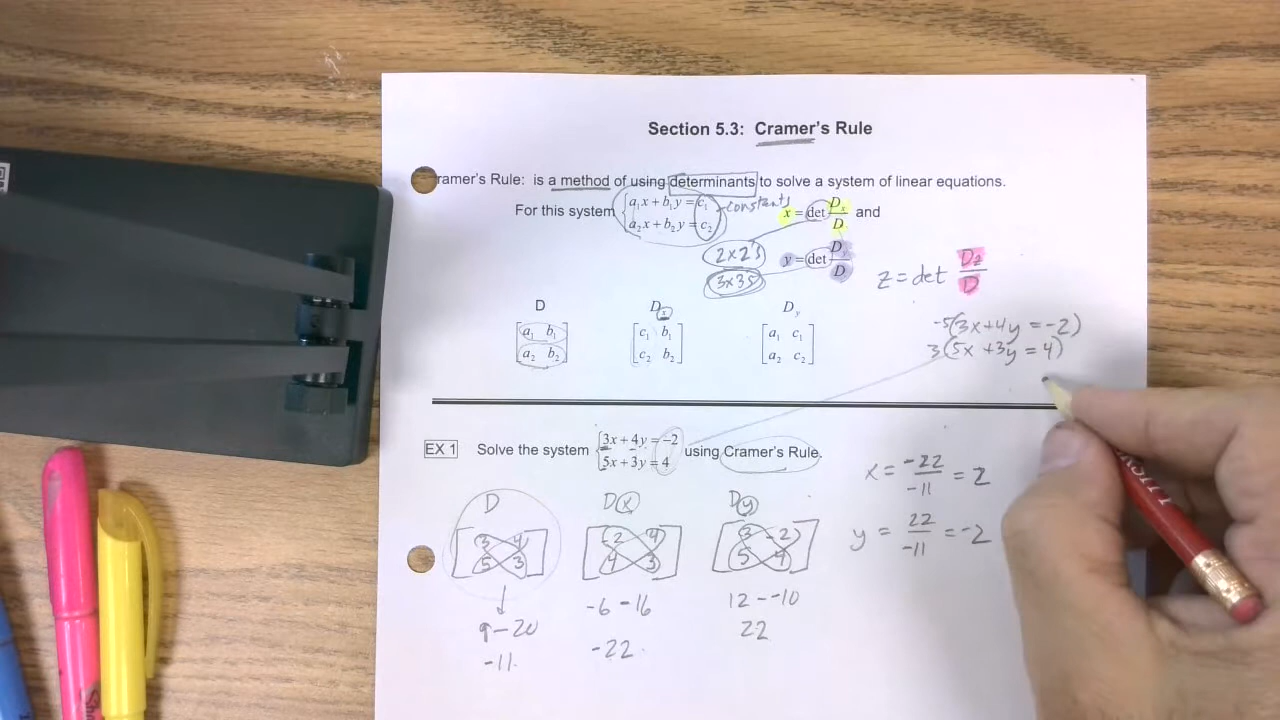 Section 5.3: Cramer's Rule
ramer's Rule: is a method of using determinants to solve a system of linear equations.
For this system { a₁x + b₁y = c₁ constants x = det Dₓ/D and
a₂x + b₂y = c₂
2x2's y = det D_y/D
3x3's z = det D_z/D
D Dₓ D_y
[a₁ b₁ [c₁ b₁ [a₁ c₁
a₂ b₂] c₂ b₂] a₂ c₂]
-5(3x+4y = -2)
3(5x+3y = 4)
EX 1 Solve the system { 3x + 4y = -2 using Cramer's Rule.
5x + 3y = 4
x = -22/-11 = 2
y = 22/-11 = -2
D Dx Dy
[3 4 [-2 4 [3 -2
5 3] 4 3] 5 4]
9-20 -6-16 12--10
-11 -22 22
ERSITY